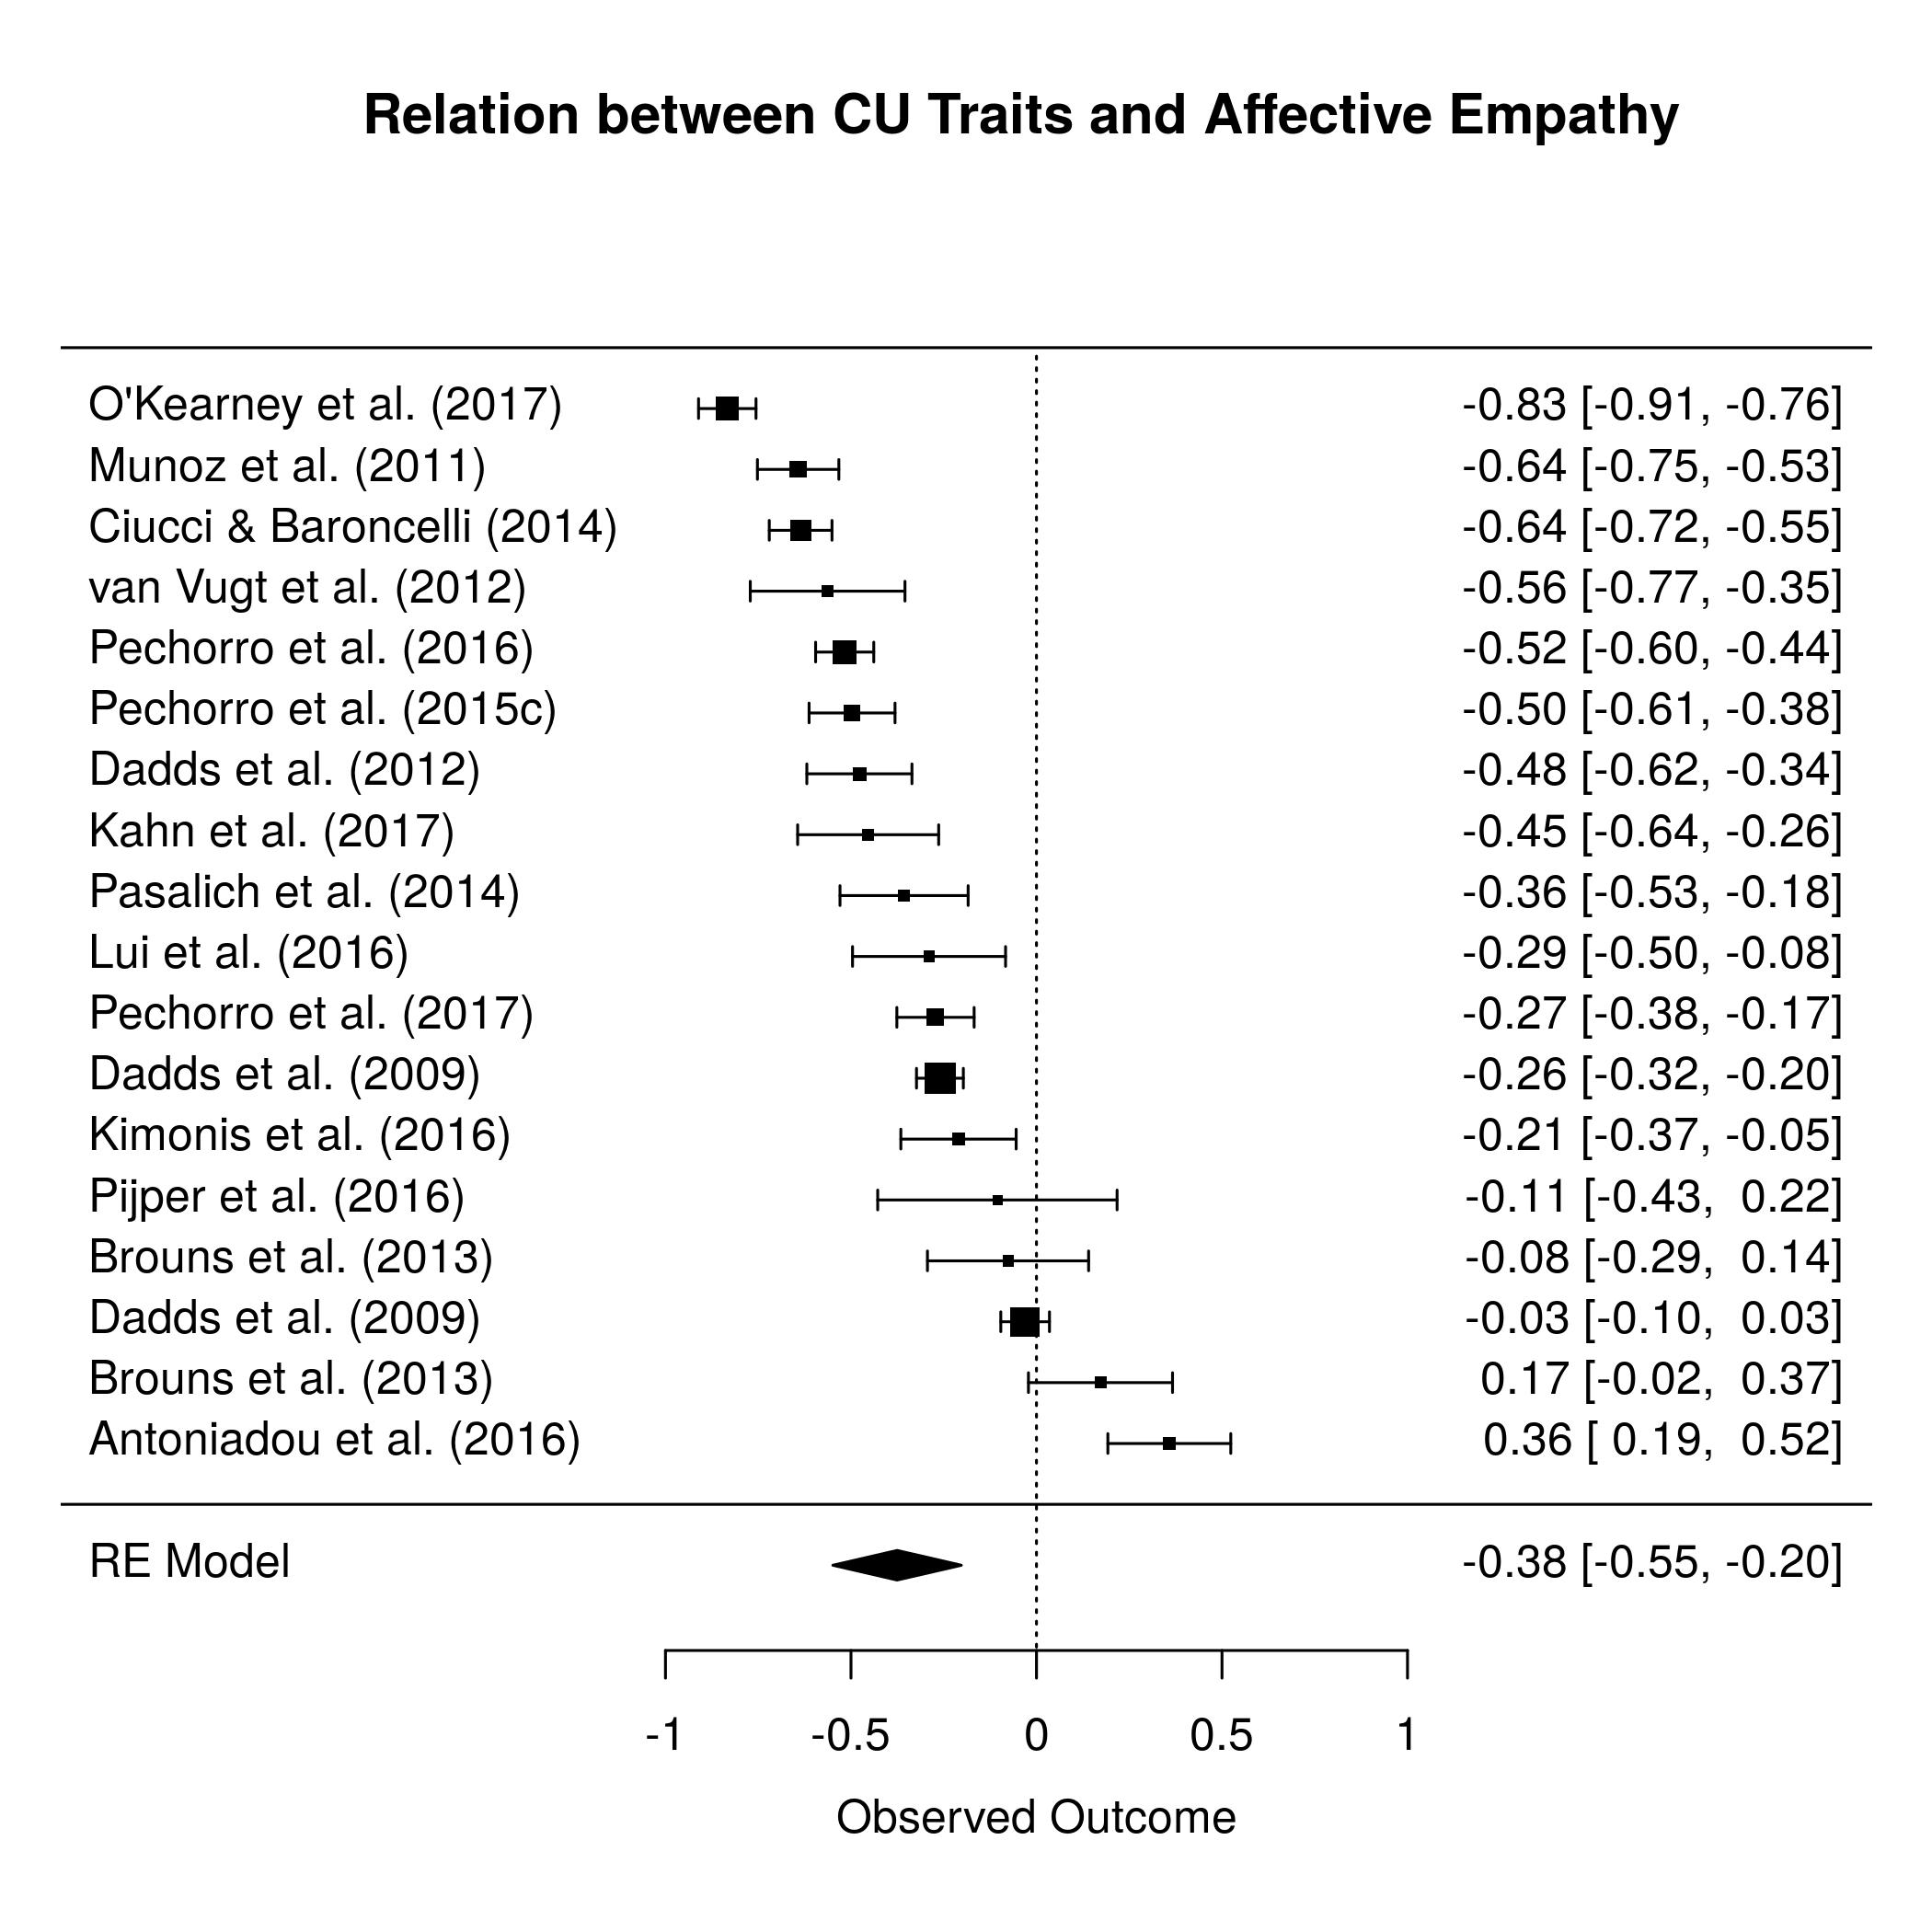 Relation between CU Traits and Affective Empathy
O'Kearney et al. (2017) -0.83 [-0.91, -0.76]
Munoz et al. (2011) -0.64 [-0.75, -0.53]
Ciucci & Baroncelli (2014) -0.64 [-0.72, -0.55]
van Vugt et al. (2012) -0.56 [-0.77, -0.35]
Pechorro et al. (2016) -0.52 [-0.60, -0.44]
Pechorro et al. (2015c) -0.50 [-0.61, -0.38]
Dadds et al. (2012) -0.48 [-0.62, -0.34]
Kahn et al. (2017) -0.45 [-0.64, -0.26]
Pasalich et al. (2014) -0.36 [-0.53, -0.18]
Lui et al. (2016) -0.29 [-0.50, -0.08]
Pechorro et al. (2017) -0.27 [-0.38, -0.17]
Dadds et al. (2009) -0.26 [-0.32, -0.20]
Kimonis et al. (2016) -0.21 [-0.37, -0.05]
Pijper et al. (2016) -0.11 [-0.43, 0.22]
Brouns et al. (2013) -0.08 [-0.29, 0.14]
Dadds et al. (2009) -0.03 [-0.10, 0.03]
Brouns et al. (2013) 0.17 [-0.02, 0.37]
Antoniadou et al. (2016) 0.36 [ 0.19, 0.52]
RE Model -0.38 [-0.55, -0.20]
-1 -0.5 0 0.5 1
Observed Outcome